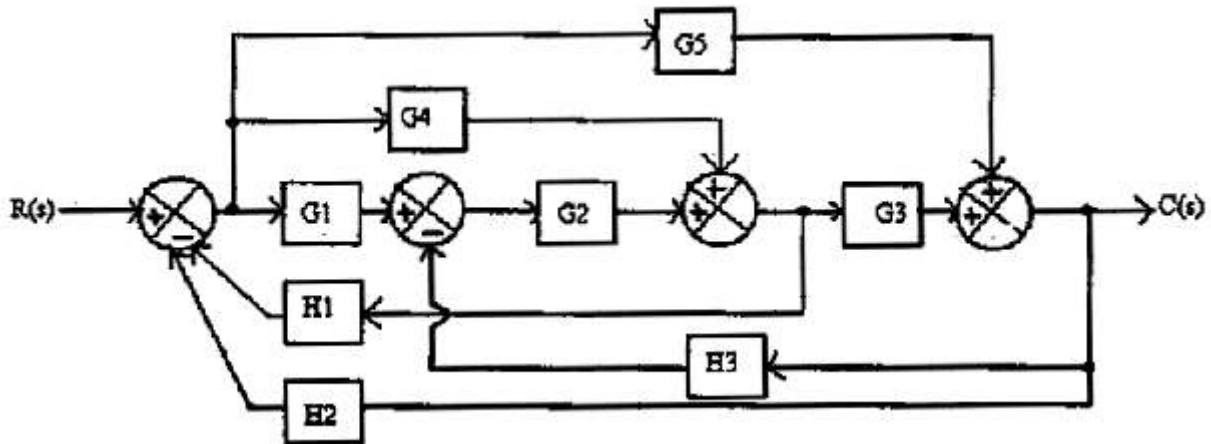 G5
G4
R(s) + G1 + G2 + + G3 + + C(s)
− −
H1
H3
H2